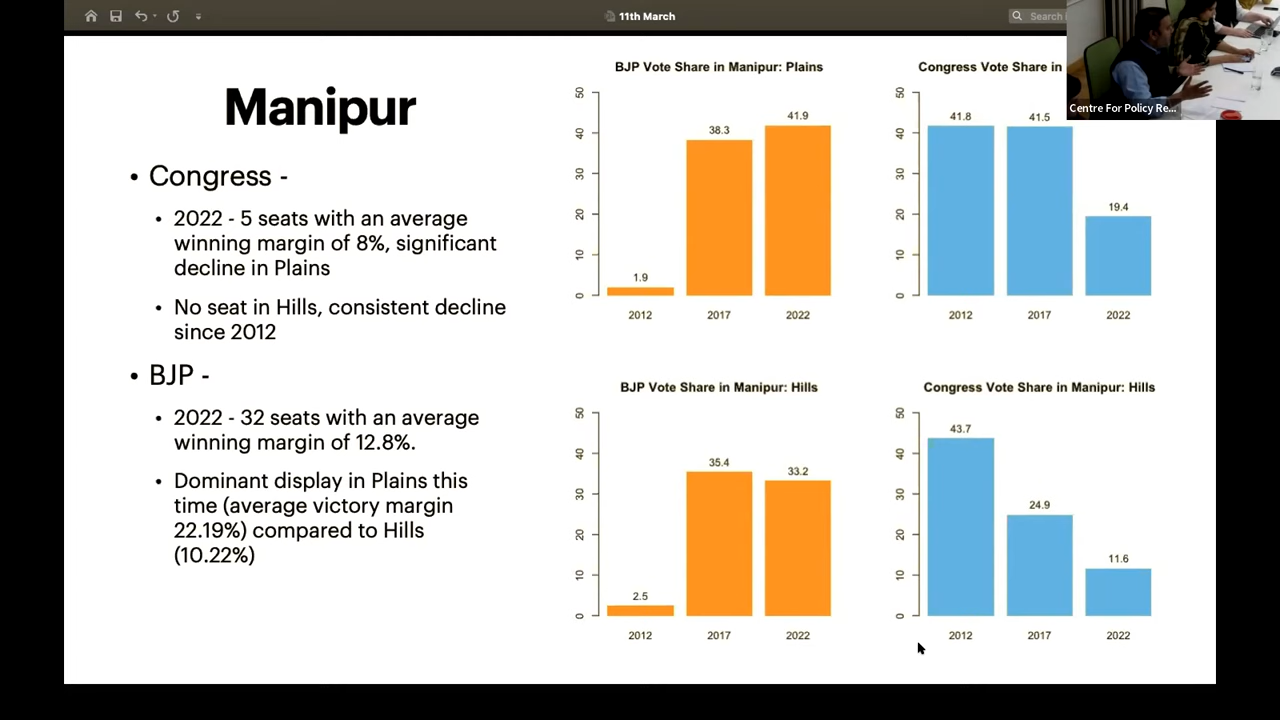 11th March
Search
Centre For Policy Re...
Manipur
• Congress -
• 2022 - 5 seats with an average
winning margin of 8%, significant
decline in Plains
• No seat in Hills, consistent decline
since 2012
• BJP -
• 2022 - 32 seats with an average
winning margin of 12.8%.
• Dominant display in Plains this
time (average victory margin
22.19%) compared to Hills
(10.22%)
BJP Vote Share in Manipur: Plains
50
40
30
20
10
0
1.9
38.3
41.9
2012 2017 2022
Congress Vote Share in
50
40
30
20
10
0
41.8
41.5
19.4
2012 2017 2022
BJP Vote Share in Manipur: Hills
50
40
30
20
10
0
2.5
35.4
33.2
2012 2017 2022
Congress Vote Share in Manipur: Hills
50
40
30
20
10
0
43.7
24.9
11.6
2012 2017 2022